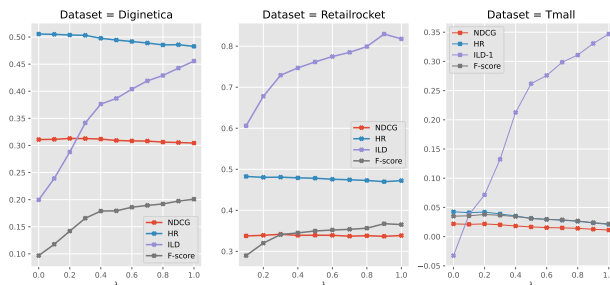 Dataset = Diginetica
0.50
0.45
0.40
0.35
0.30
0.25
0.20
0.15
0.10
0.0 0.2 0.4 0.6 0.8 1.0
NDCG
HR
ILD
F-score
Dataset = Retailrocket
0.8
0.7
0.6
0.5
0.4
0.3
0.2 0.4 0.6 0.8 1.0
NDCG
HR
ILD
F-score
Dataset = Tmall
0.35
0.30
0.25
0.20
0.15
0.10
0.05
0.00
−0.05
0.0 0.2 0.4 0.6 0.8 1.0
NDCG
HR
ILD-1
F-score